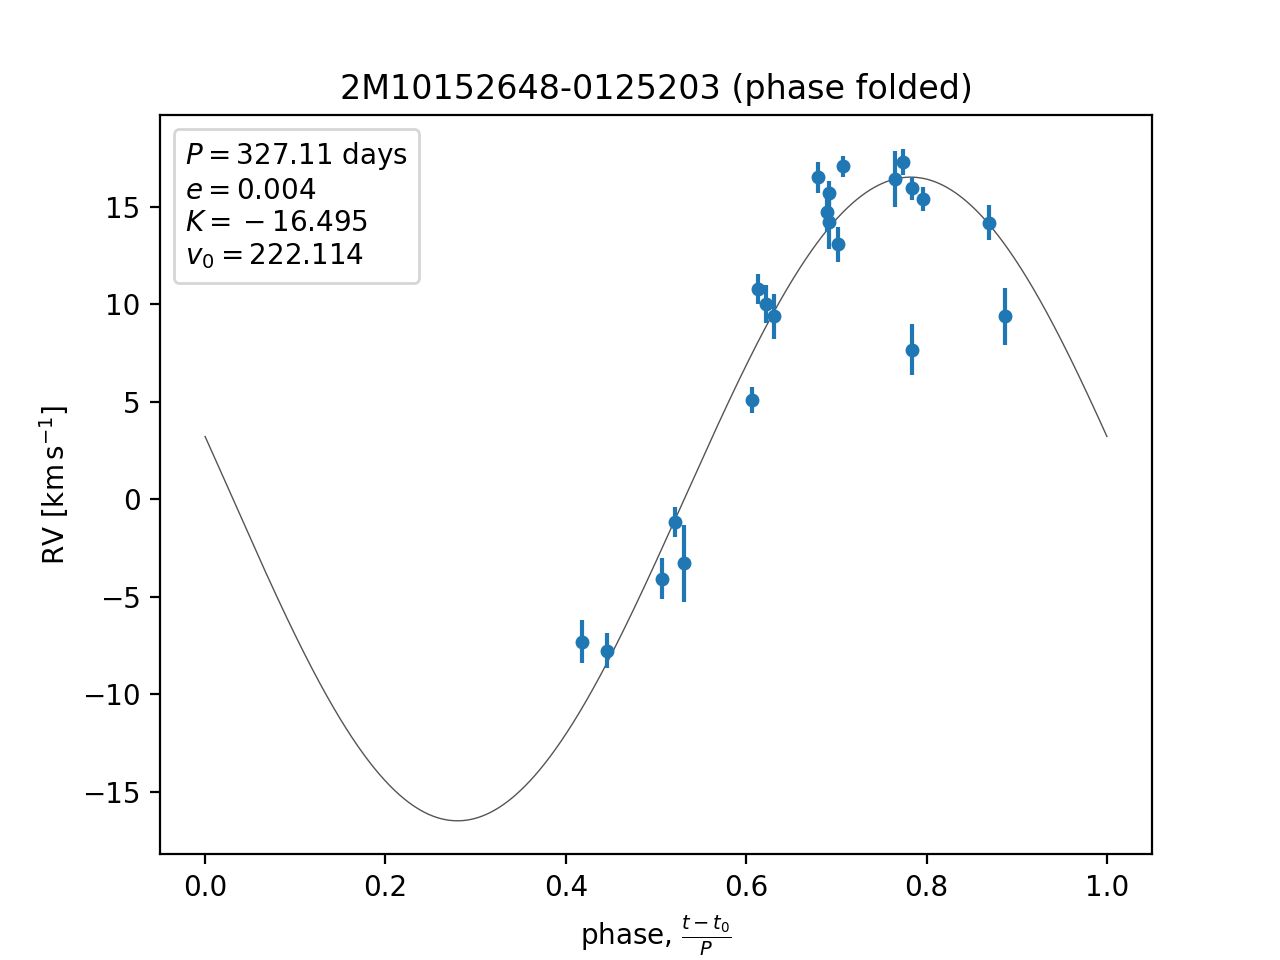 2M10152648-0125203 (phase folded)
P = 327.11 days
e = 0.004
K = −16.495
v₀ = 222.114
RV [km s⁻¹]
15
10
5
0
−5
−10
−15
0.0 0.2 0.4 0.6 0.8 1.0
phase, (t − t₀)/P